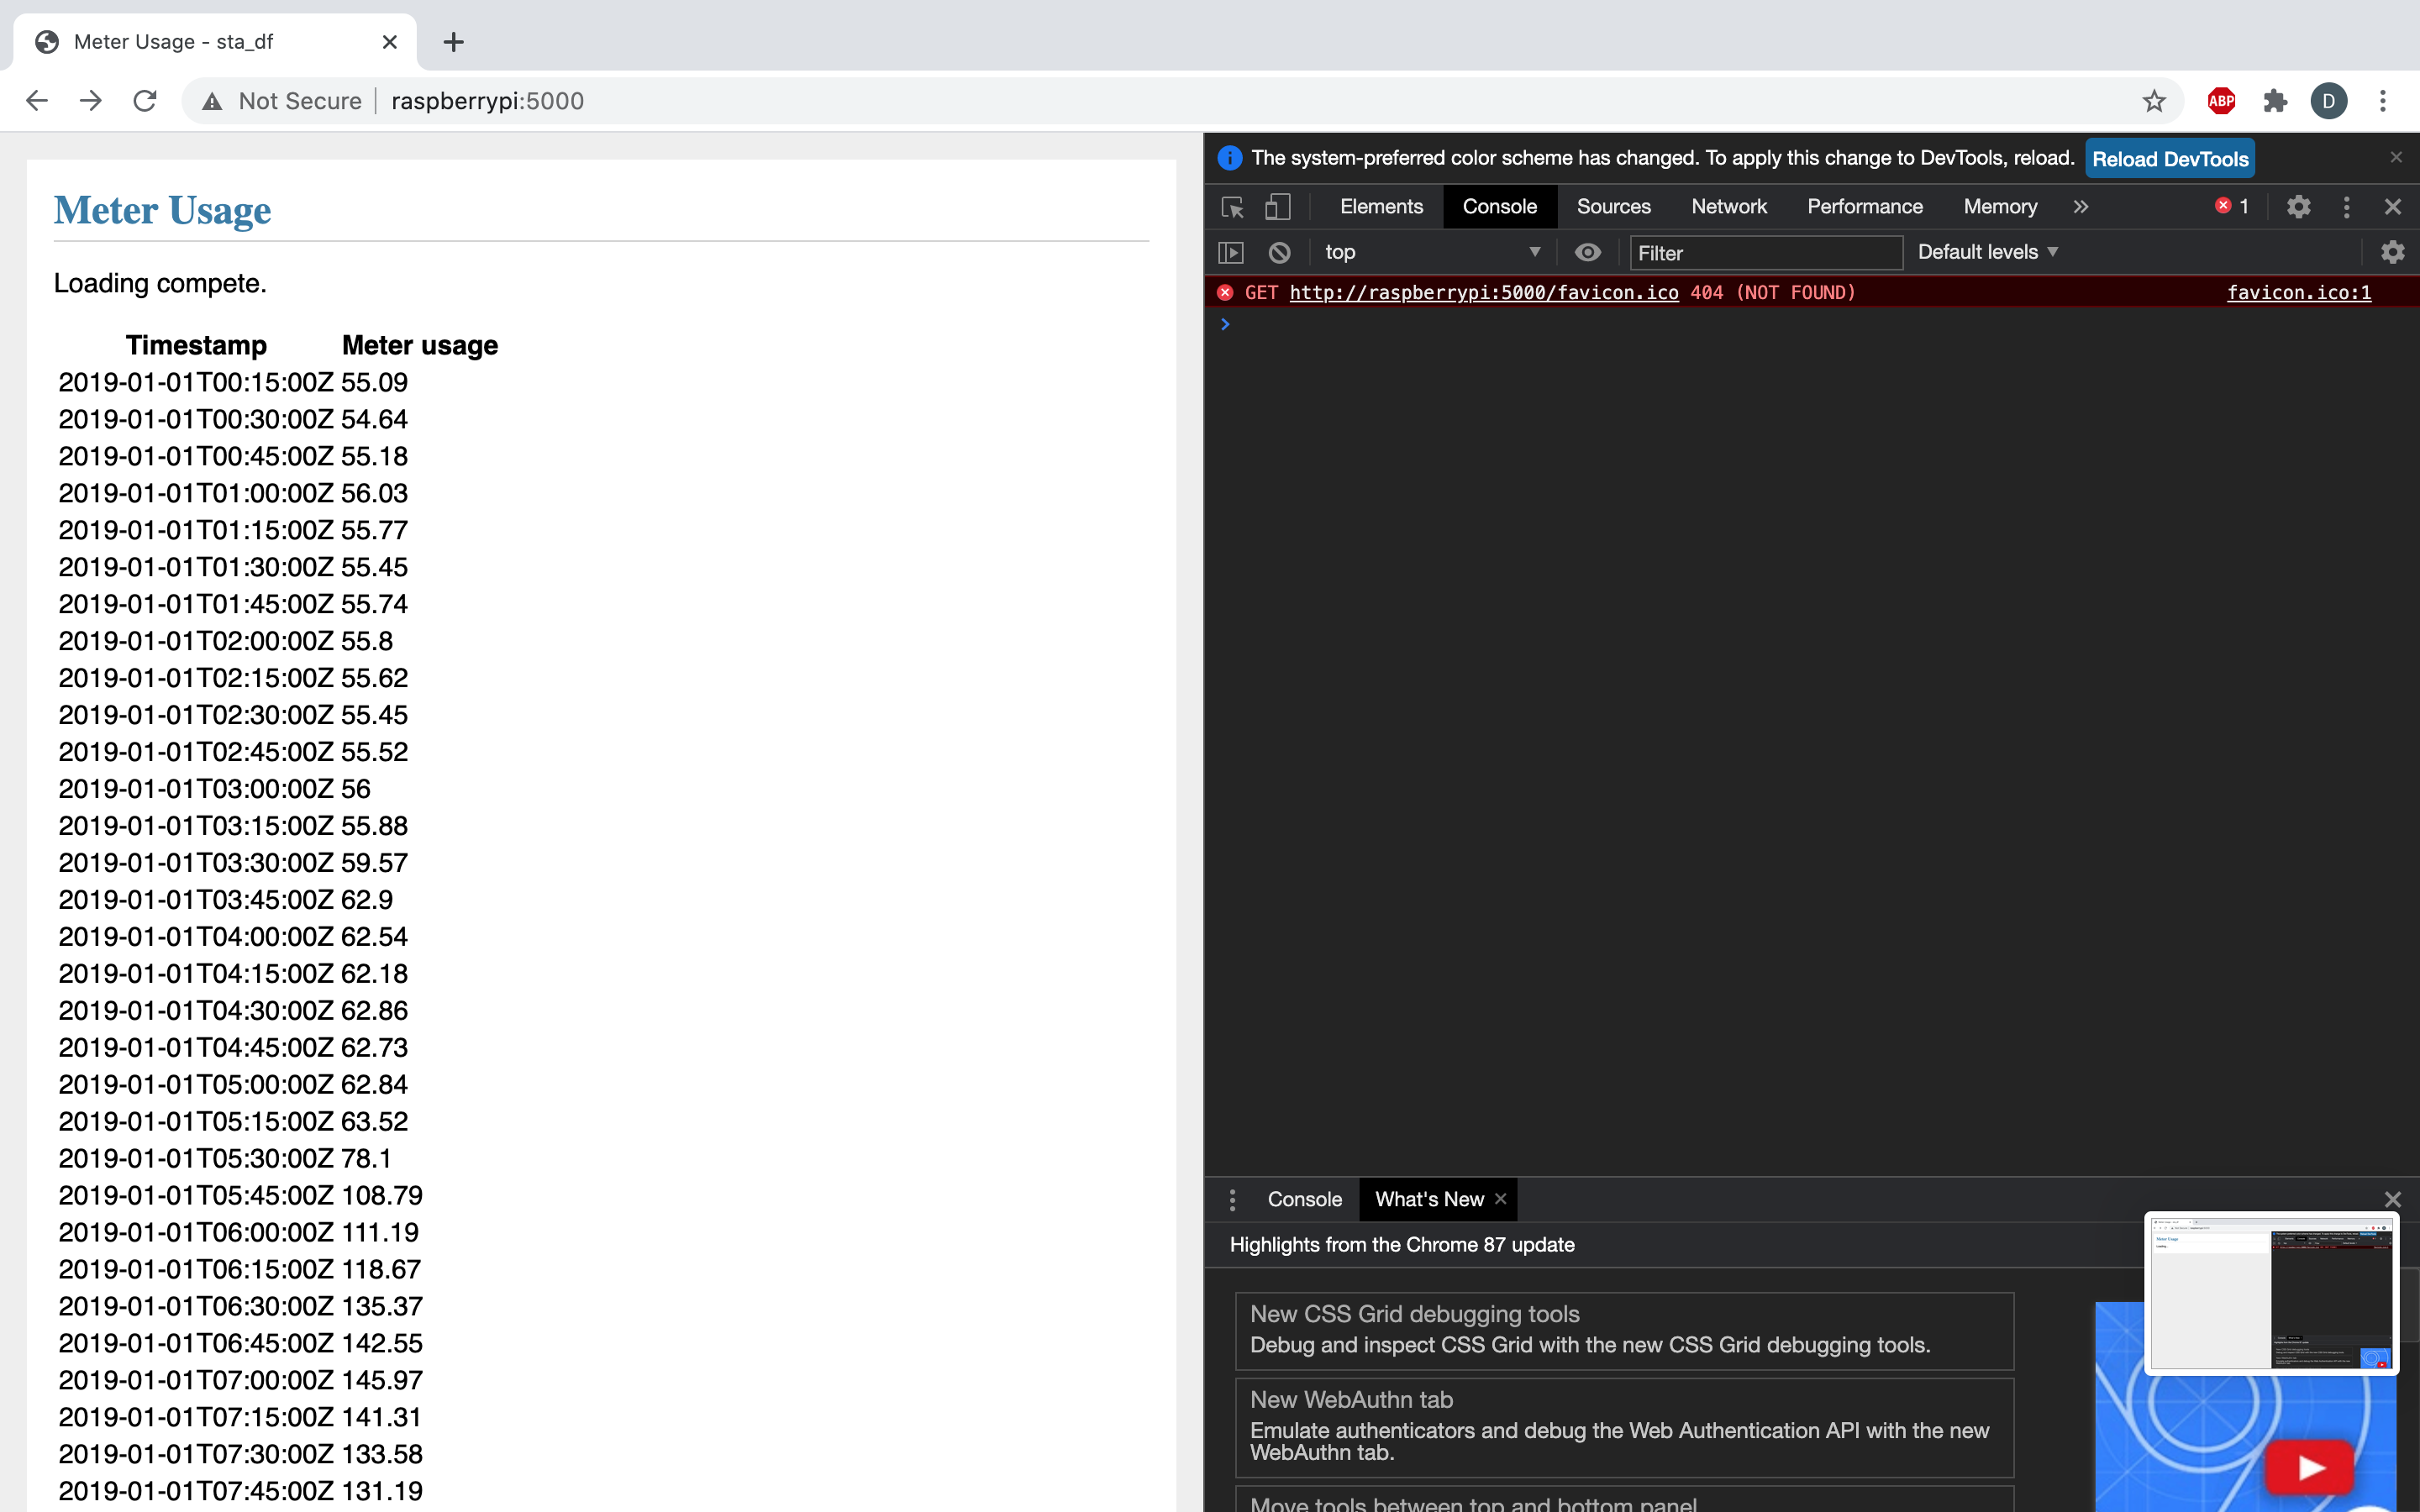 Meter Usage - sta_df
Not Secure
raspberrypi:5000
ABP
D
Meter Usage
Loading compete.
Timestamp Meter usage
2019-01-01T00:15:00Z 55.09
2019-01-01T00:30:00Z 54.64
2019-01-01T00:45:00Z 55.18
2019-01-01T01:00:00Z 56.03
2019-01-01T01:15:00Z 55.77
2019-01-01T01:30:00Z 55.45
2019-01-01T01:45:00Z 55.74
2019-01-01T02:00:00Z 55.8
2019-01-01T02:15:00Z 55.62
2019-01-01T02:30:00Z 55.45
2019-01-01T02:45:00Z 55.52
2019-01-01T03:00:00Z 56
2019-01-01T03:15:00Z 55.88
2019-01-01T03:30:00Z 59.57
2019-01-01T03:45:00Z 62.9
2019-01-01T04:00:00Z 62.54
2019-01-01T04:15:00Z 62.18
2019-01-01T04:30:00Z 62.86
2019-01-01T04:45:00Z 62.73
2019-01-01T05:00:00Z 62.84
2019-01-01T05:15:00Z 63.52
2019-01-01T05:30:00Z 78.1
2019-01-01T05:45:00Z 108.79
2019-01-01T06:00:00Z 111.19
2019-01-01T06:15:00Z 118.67
2019-01-01T06:30:00Z 135.37
2019-01-01T06:45:00Z 142.55
2019-01-01T07:00:00Z 145.97
2019-01-01T07:15:00Z 141.31
2019-01-01T07:30:00Z 133.58
2019-01-01T07:45:00Z 131.19
The system-preferred color scheme has changed. To apply this change to DevTools, reload. Reload DevTools
Elements Console Sources Network Performance Memory 1
top Filter Default levels
GET http://raspberrypi:5000/favicon.ico 404 (NOT FOUND) favicon.ico:1
Console What's New
Highlights from the Chrome 87 update
New CSS Grid debugging tools
Debug and inspect CSS Grid with the new CSS Grid debugging tools.
New WebAuthn tab
Emulate authenticators and debug the Web Authentication API with the new
WebAuthn tab.
Move tools between top and bottom panel